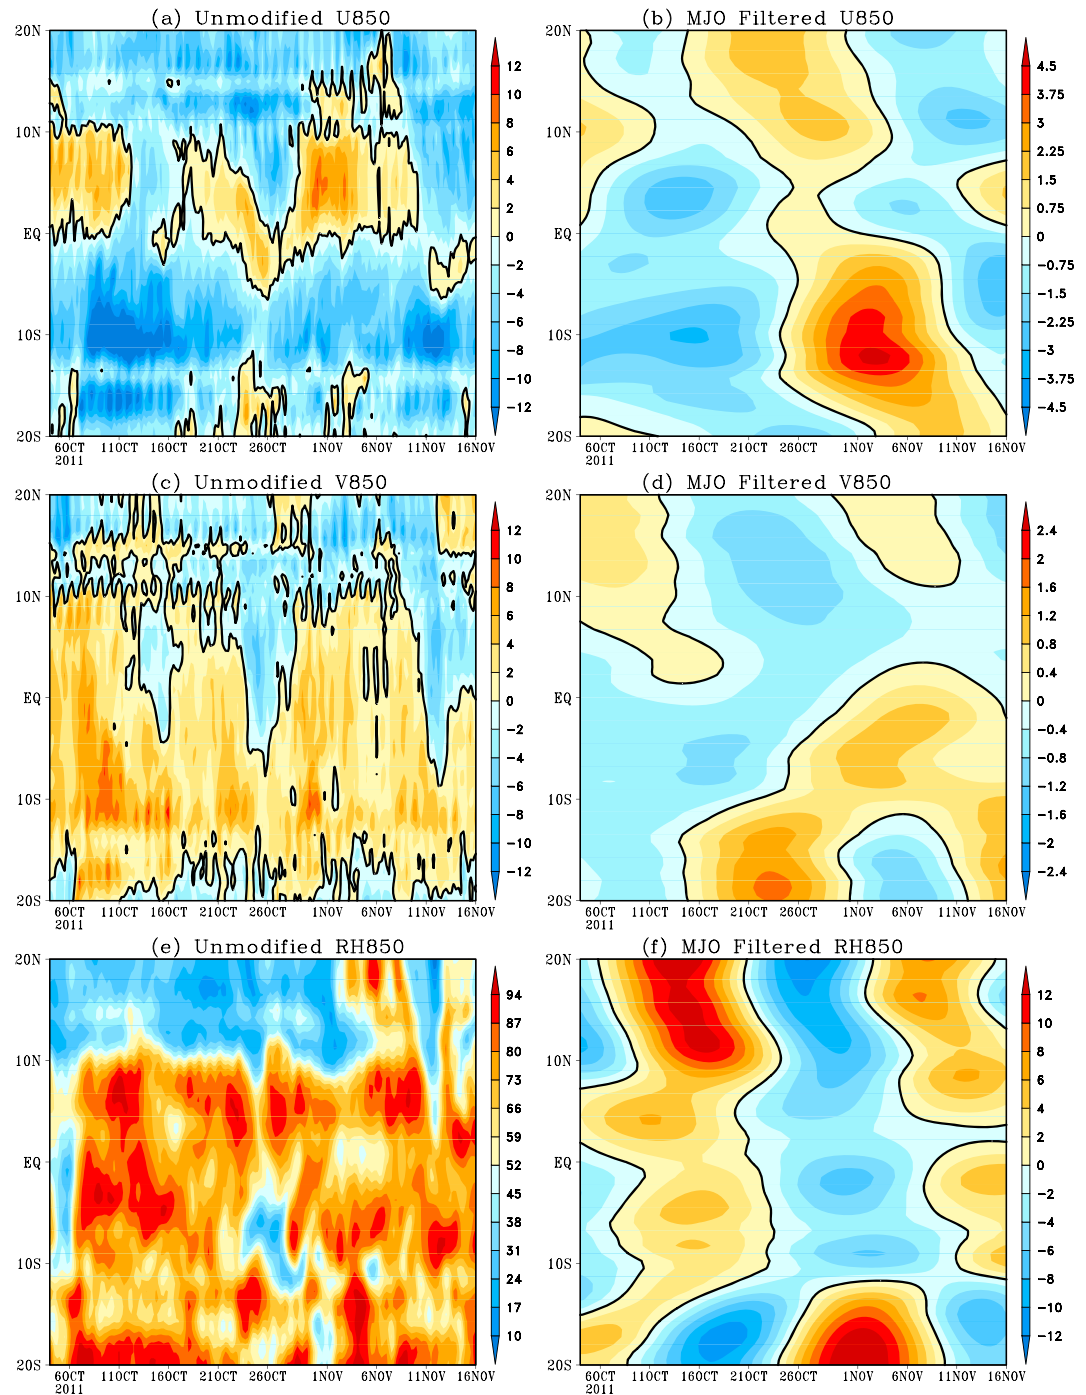 (a) Unmodified U850
20N
10N
EQ
10S
20S
6OCT 11OCT 16OCT 21OCT 26OCT 1NOV 6NOV 11NOV 16NOV
2011
12
10
8
6
4
2
0
−2
−4
−6
−8
−10
−12
(b) MJO Filtered U850
20N
10N
EQ
10S
20S
6OCT 11OCT 16OCT 21OCT 26OCT 1NOV 6NOV 11NOV 16NOV
2011
4.5
3.75
3
2.25
1.5
0.75
0
−0.75
−1.5
−2.25
−3
−3.75
−4.5
(c) Unmodified V850
20N
10N
EQ
10S
20S
6OCT 11OCT 16OCT 21OCT 26OCT 1NOV 6NOV 11NOV 16NOV
2011
12
10
8
6
4
2
0
−2
−4
−6
−8
−10
−12
(d) MJO Filtered V850
20N
10N
EQ
10S
20S
6OCT 11OCT 16OCT 21OCT 26OCT 1NOV 6NOV 11NOV 16NOV
2011
2.4
2
1.6
1.2
0.8
0.4
0
−0.4
−0.8
−1.2
−1.6
−2
−2.4
(e) Unmodified RH850
20N
10N
EQ
10S
20S
6OCT 11OCT 16OCT 21OCT 26OCT 1NOV 6NOV 11NOV 16NOV
2011
94
87
80
73
66
59
52
45
38
31
24
17
10
(f) MJO Filtered RH850
20N
10N
EQ
10S
20S
6OCT 11OCT 16OCT 21OCT 26OCT 1NOV 6NOV 11NOV 16NOV
2011
12
10
8
6
4
2
0
−2
−4
−6
−8
−10
−12